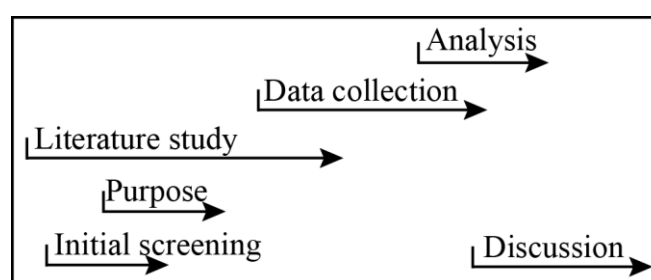 Analysis
Data collection
Literature study
Purpose
Initial screening
Discussion